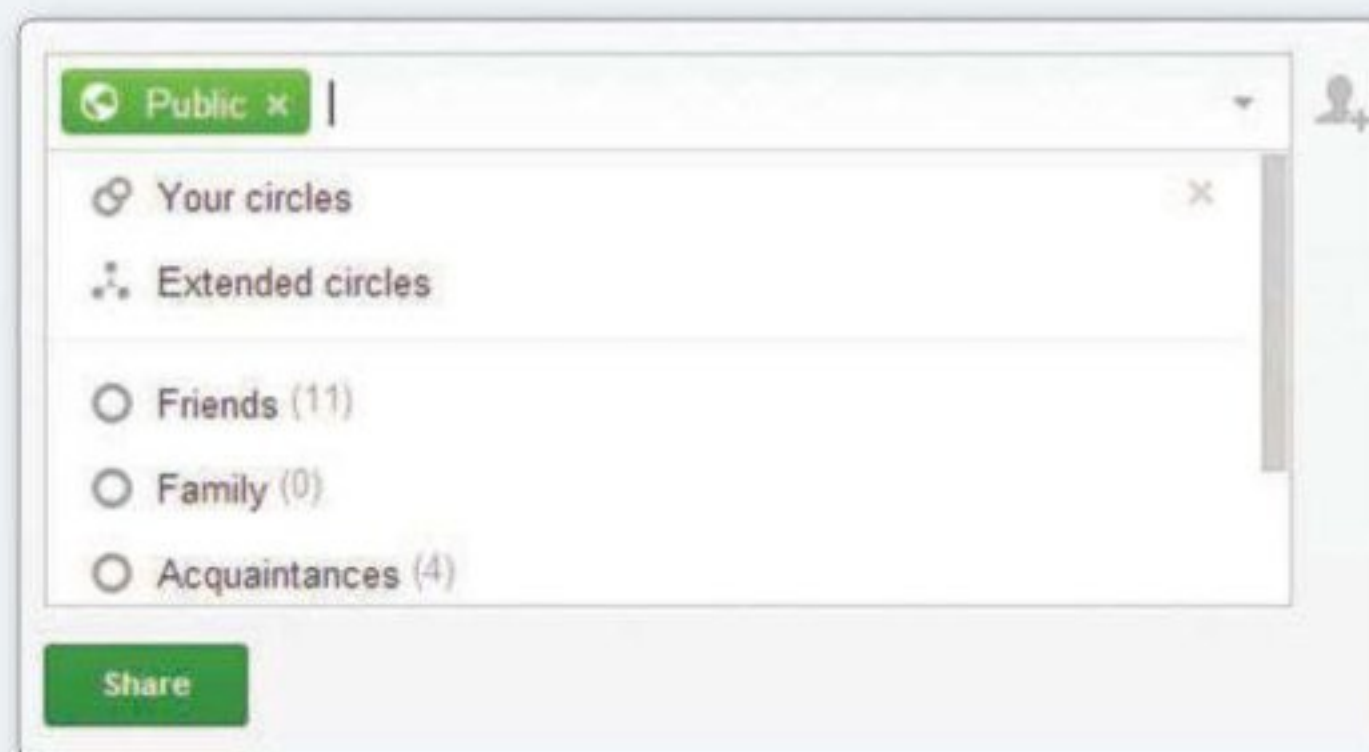 Public ×
Your circles
Extended circles
Friends (11)
Family (0)
Acquaintances (4)
Share